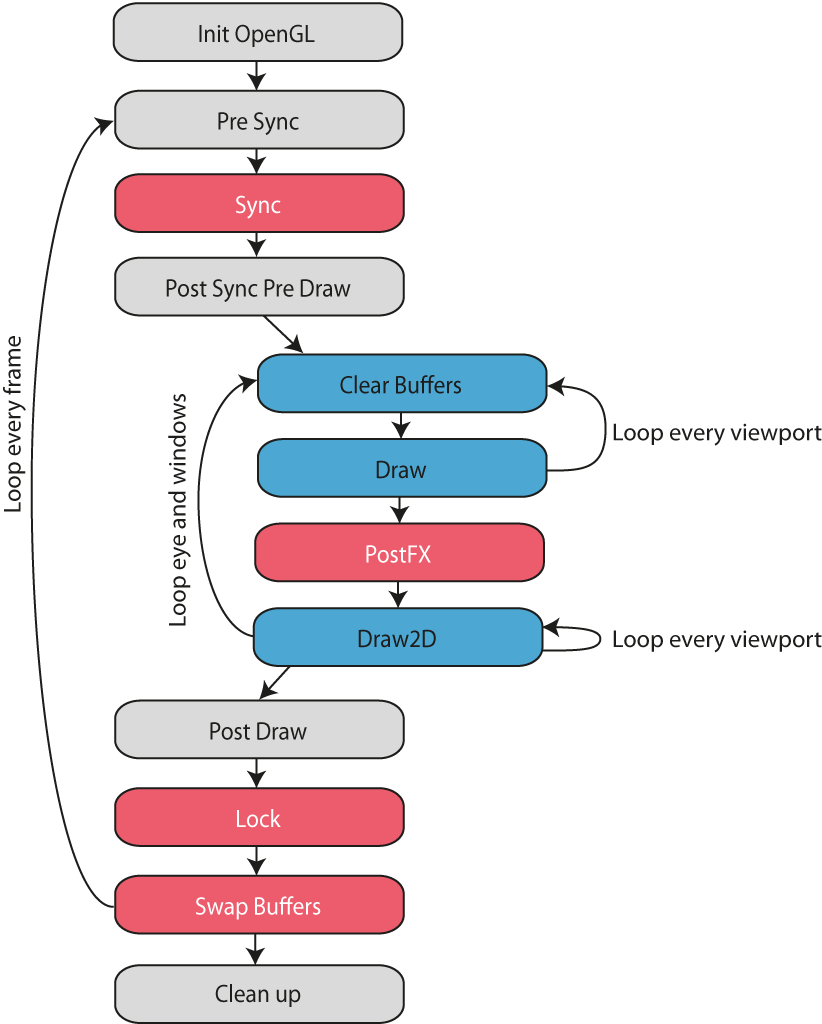 Init OpenGL
Pre Sync
Sync
Post Sync Pre Draw
Clear Buffers
Loop every viewport
Draw
PostFX
Draw2D
Loop every viewport
Loop eye and windows
Loop every frame
Post Draw
Lock
Swap Buffers
Clean up